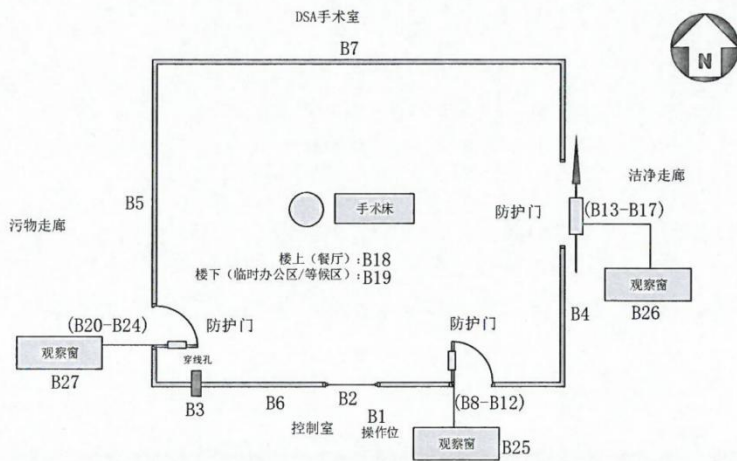 DSA手术室
B7
N
洁净走廊
B5
手术床
防护门
(B13-B17)
污物走廊
楼上（餐厅）:B18
楼下（临时办公区/等候区）:B19
观察窗
B26
B4
(B20-B24)
防护门
防护门
观察窗
穿线孔
B27
B3
B6
B2
B1
(B8-B12)
控制室
操作位
观察窗
B25